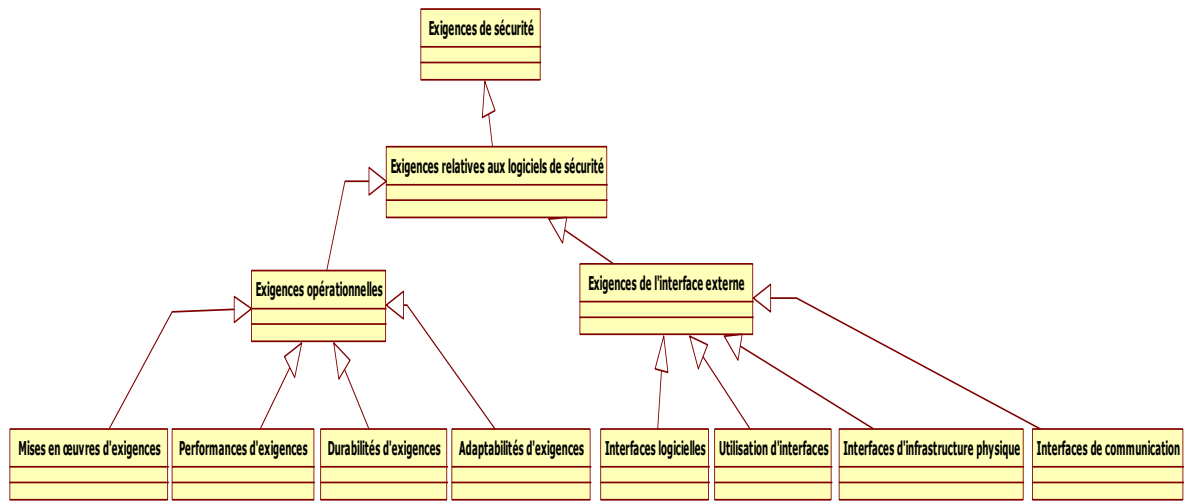 Exigences de sécurité
Exigences relatives aux logiciels de sécurité
Exigences opérationnelles
Exigences de l'interface externe
Mises en œuvres d'exigences
Performances d'exigences
Durabilités d'exigences
Adaptabilités d'exigences
Interfaces logicielles
Utilisation d'interfaces
Interfaces d'infrastructure physique
Interfaces de communication